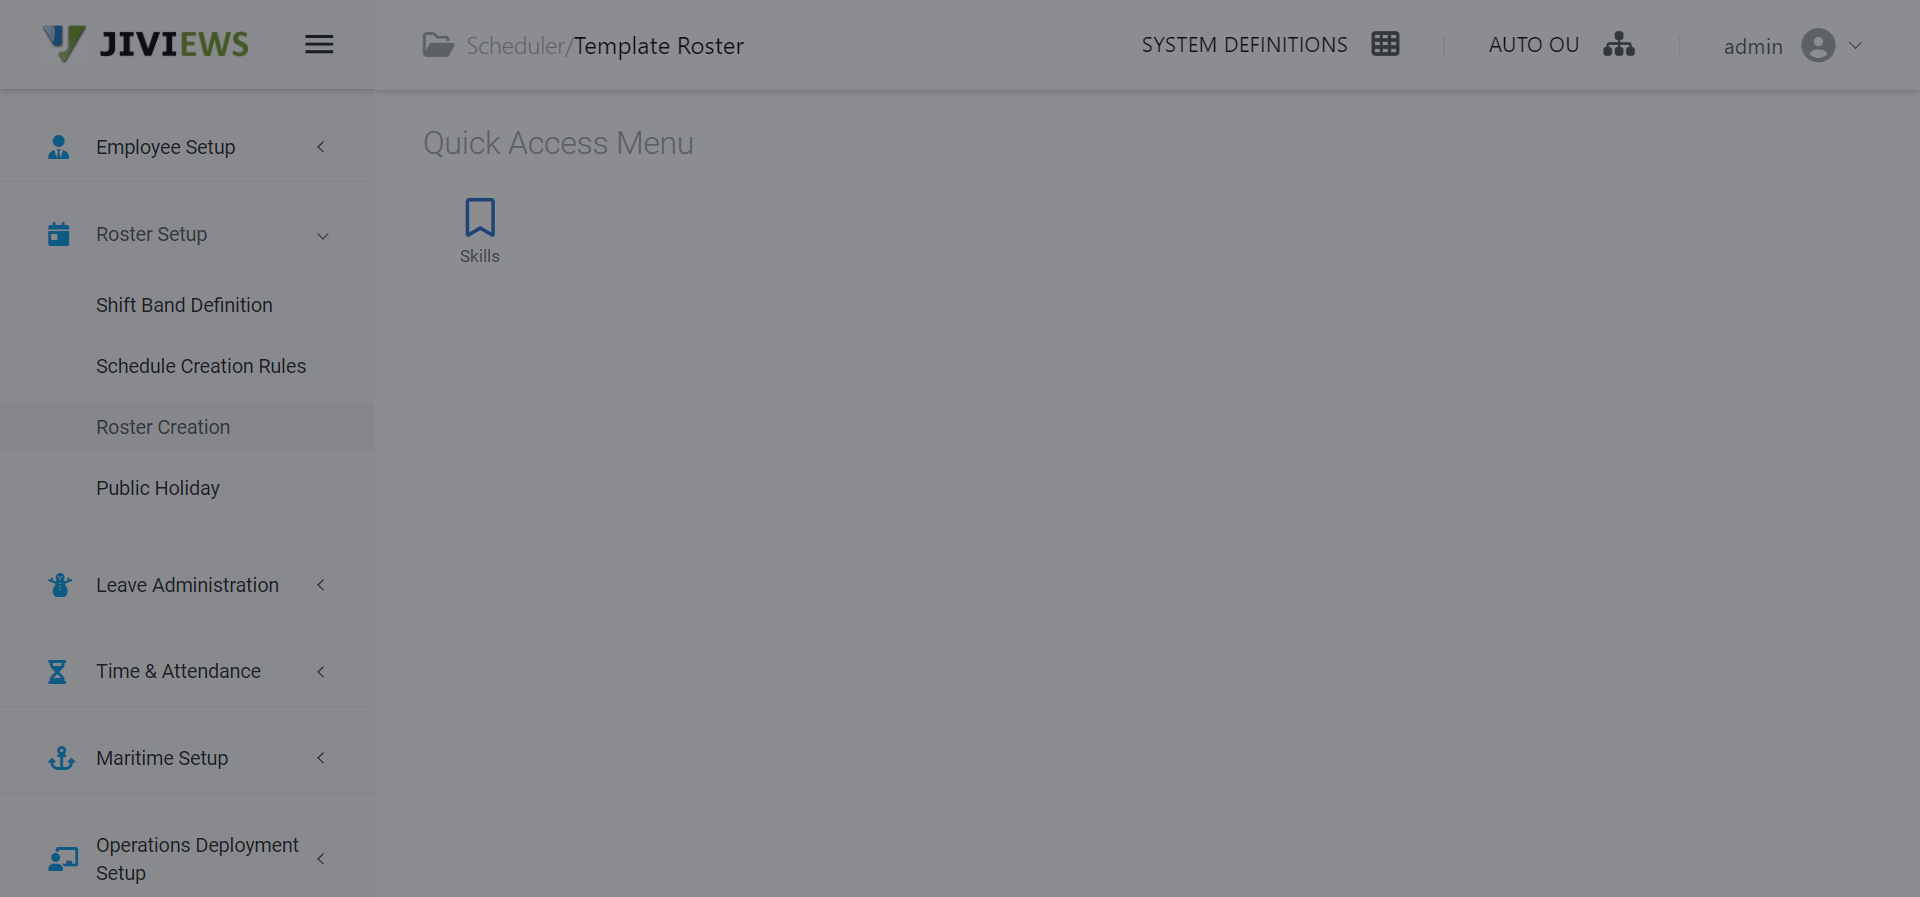 JIVIEWS
Scheduler/Template Roster
SYSTEM DEFINITIONS
AUTO OU
admin
Employee Setup
Roster Setup
Shift Band Definition
Schedule Creation Rules
Roster Creation
Public Holiday
Leave Administration
Time & Attendance
Maritime Setup
Operations Deployment
Setup
Quick Access Menu
Skills